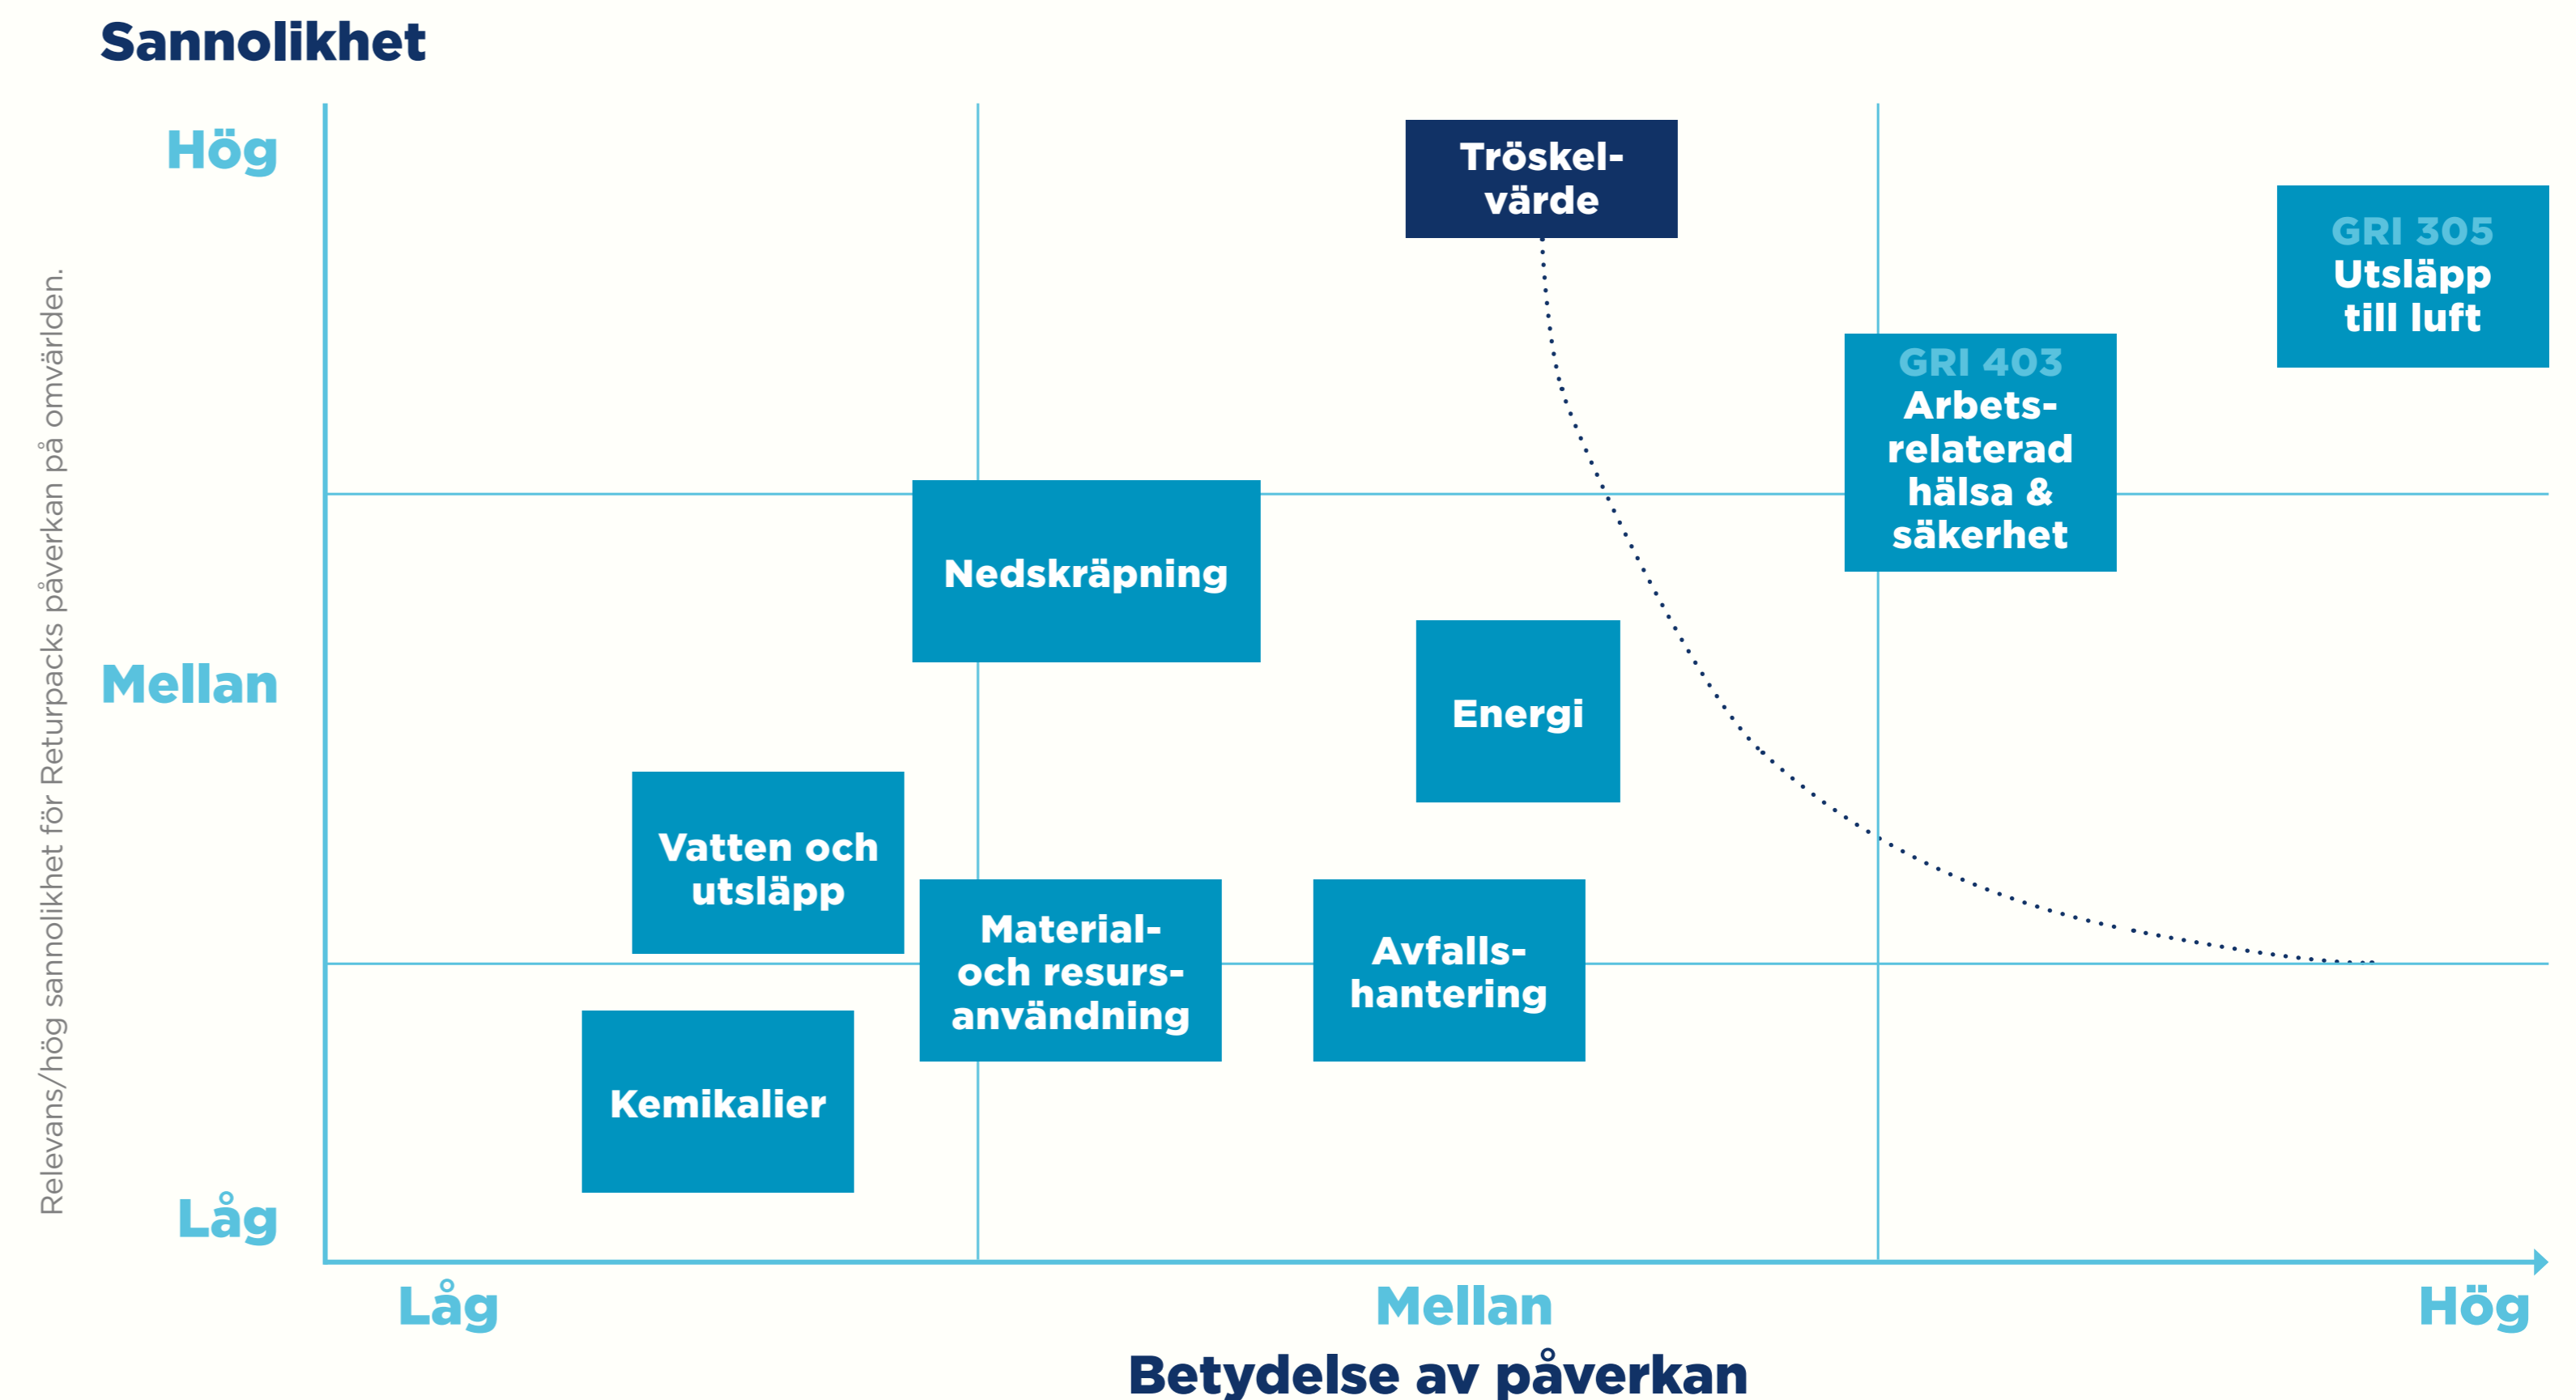 Sannolikhet
Hög
Mellan
Låg
Relevans/hög sannolikhet för Returpacks påverkan på omvärlden.
Tröskel-
värde
GRI 305
Utsläpp
till luft
GRI 403
Arbets-
relaterad
hälsa &
säkerhet
Nedskräpning
Energi
Vatten och
utsläpp
Material-
och resurs-
användning
Avfalls-
hantering
Kemikalier
Låg
Mellan
Hög
Betydelse av påverkan